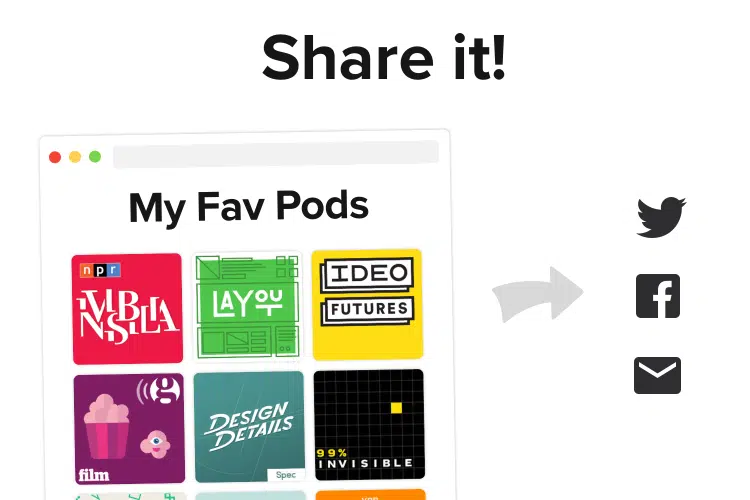 Share it!
My Fav Pods
npr
INVISIBILIA
LAYOUT
IDEO
FUTURES
g
film
DESIGN
DETAILS
Spec
99%
INVISIBLE